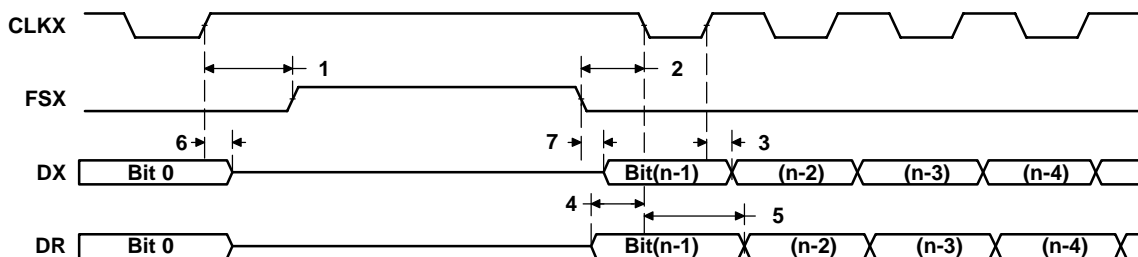 CLKX
1 2
FSX
6 7 3
DX Bit 0 Bit(n-1) (n-2) (n-3) (n-4)
4 5
DR Bit 0 Bit(n-1) (n-2) (n-3) (n-4)